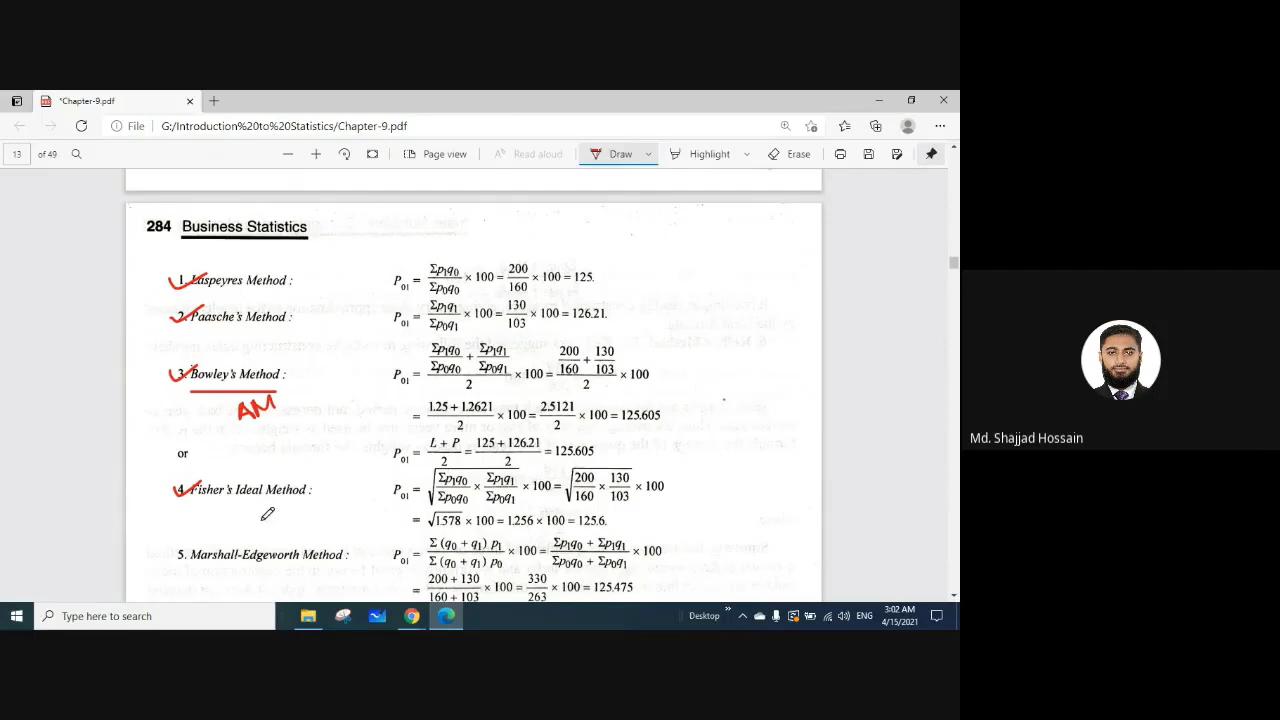 *Chapter-9.pdf
File G:/Introduction%20to%20Statistics/Chapter-9.pdf
13 of 49 Page view Read aloud Draw Highlight Erase
284 Business Statistics
1. Laspeyres Method : P₀₁ = Σp₁q₀/Σp₀q₀ × 100 = 200/160 × 100 = 125.
2. Paasche's Method : P₀₁ = Σp₁q₁/Σp₀q₁ × 100 = 130/103 × 100 = 126.21.
3. Bowley's Method : P₀₁ = (Σp₁q₀/Σp₀q₀ + Σp₁q₁/Σp₀q₁)/2 × 100 = (200/160 + 130/103)/2 × 100
AM
= (1.25 + 1.2621)/2 × 100 = 2.5121/2 × 100 = 125.605
or P₀₁ = (L + P)/2 = (125 + 126.21)/2 = 125.605
4. Fisher's Ideal Method : P₀₁ = √(Σp₁q₀/Σp₀q₀ × Σp₁q₁/Σp₀q₁) × 100 = √(200/160 × 130/103) × 100
= √1.578 × 100 = 1.256 × 100 = 125.6.
5. Marshall-Edgeworth Method : P₀₁ = Σ (q₀ + q₁) p₁/Σ (q₀ + q₁) p₀ × 100 = (Σp₁q₀ + Σp₁q₁)/(Σp₀q₀ + Σp₀q₁) × 100
= (200 + 130)/(160 + 103) × 100 = 330/263 × 100 = 125.475
Type here to search Desktop » ENG 3:02 AM
4/15/2021
Md. Shajjad Hossain